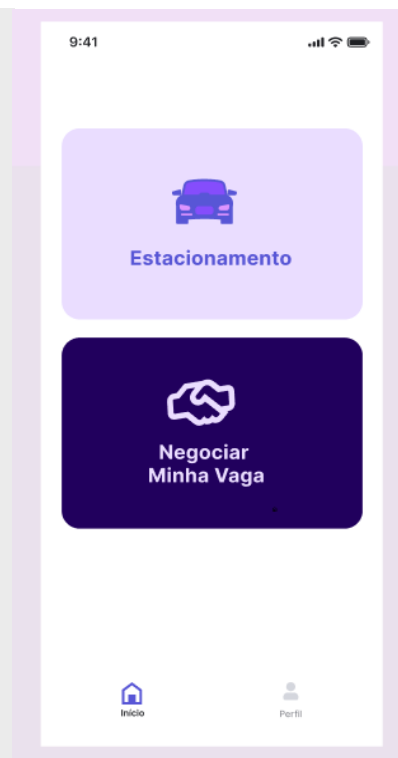 9:41
Estacionamento
Negociar
Minha Vaga
Início
Perfil